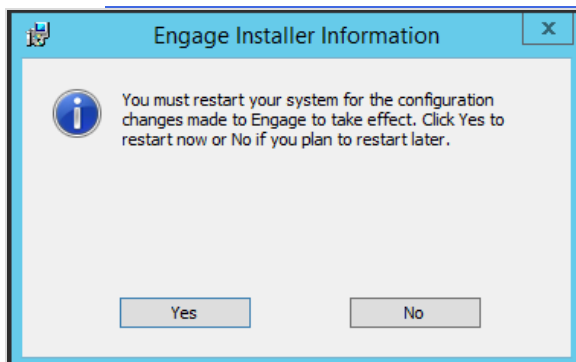 Engage Installer Information
x
You must restart your system for the configuration
changes made to Engage to take effect. Click Yes to
restart now or No if you plan to restart later.
Yes
No